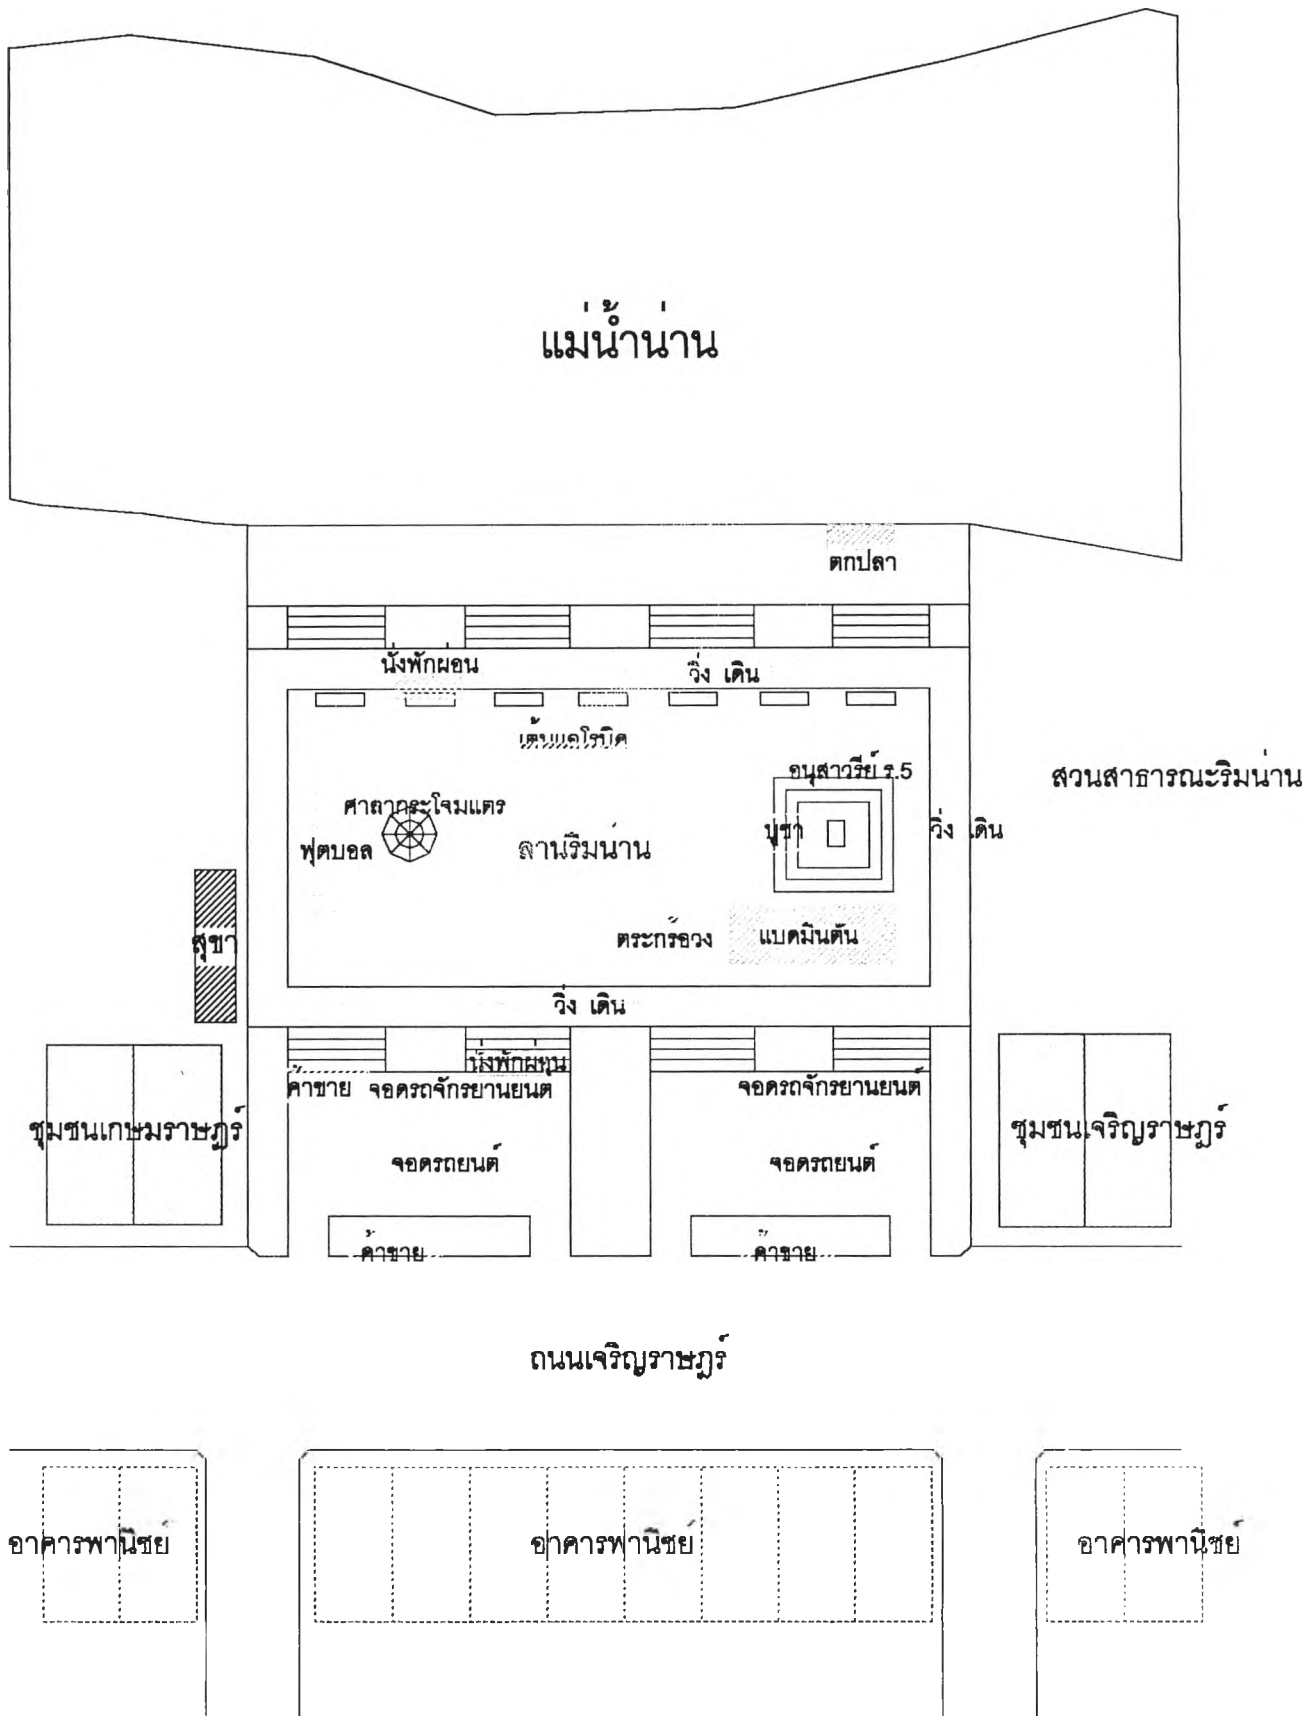 แม่น้ำน่าน
ตกปลา
นั่งพักผ่อน
วิ่ง เดิน
เต้นแอโรบิค
อนุสาวรีย์ ร.5
สวนสาธารณะริมน่าน
ศาลากระโจมแตร
บูชา
วิ่ง เดิน
ฟุตบอล
ลานริมน่าน
สุขา
ตะกร้อวง
แบดมินตัน
วิ่ง เดิน
นั่งพักผ่อน
ค้าขาย
จอดรถจักรยานยนต์
จอดรถจักรยานยนต์
ชุมชนเกษมราษฎร์
ชุมชนเจริญราษฎร์
จอดรถยนต์
จอดรถยนต์
ค้าขาย
ค้าขาย
ถนนเจริญราษฎร์
อาคารพานิชย์
อาคารพานิชย์
อาคารพานิชย์